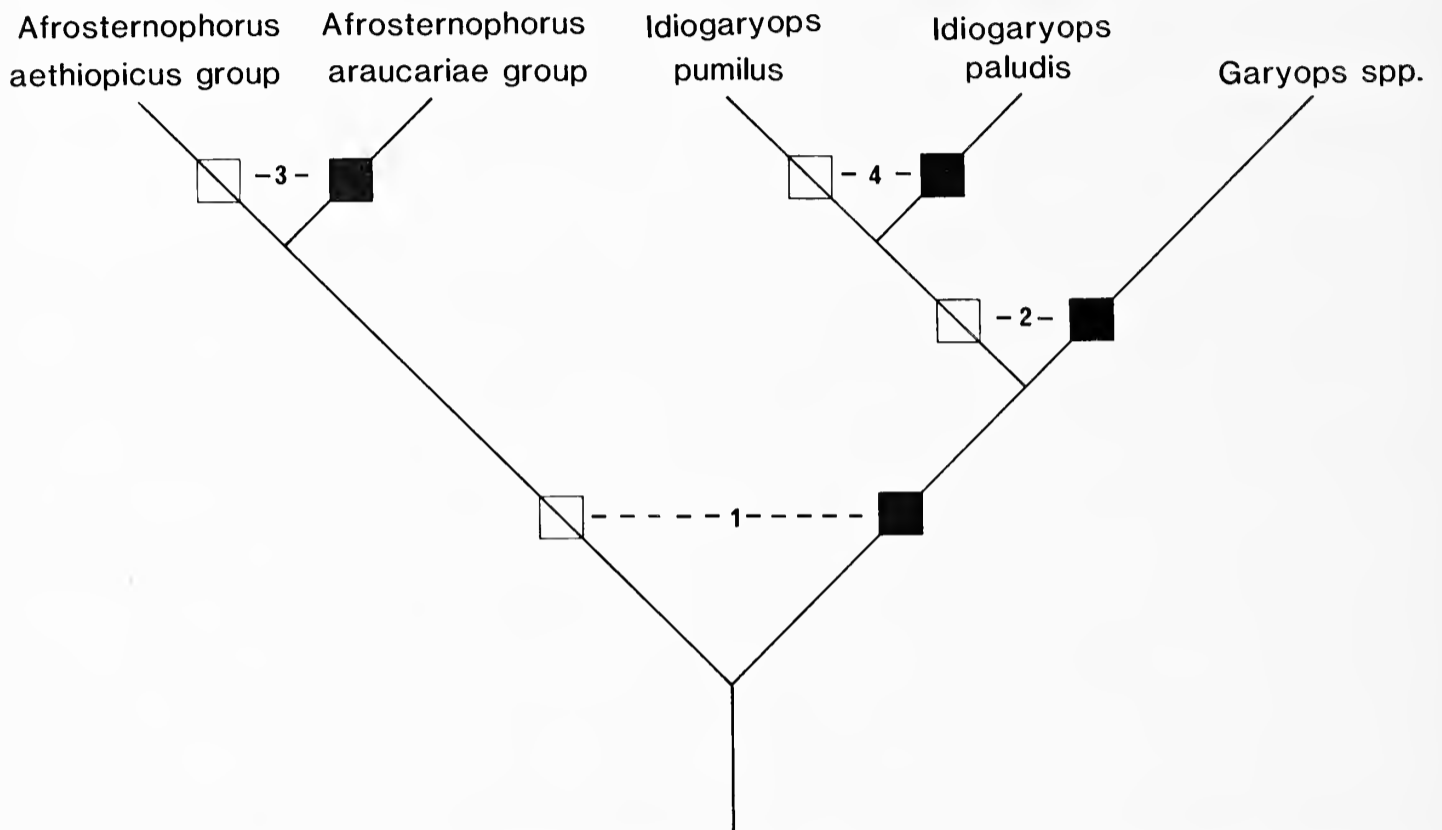 Afrosternophorus
aethiopicus group
Afrosternophorus
araucariae group
Idiogaryops
pumilus
Idiogaryops
paludis
Garyops spp.
-3-
- 4 -
- 2 -
- - - - - 1 - - - - -